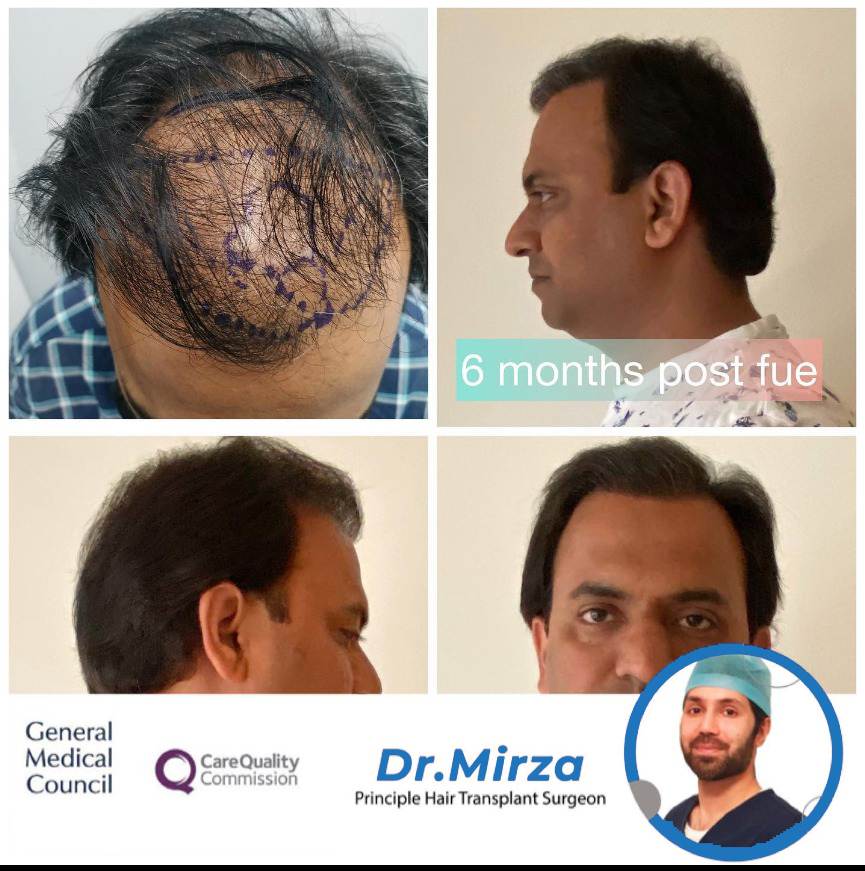 6 months post fue
General
Medical
Council
CareQuality
Commission
Dr.Mirza
Principle Hair Transplant Surgeon